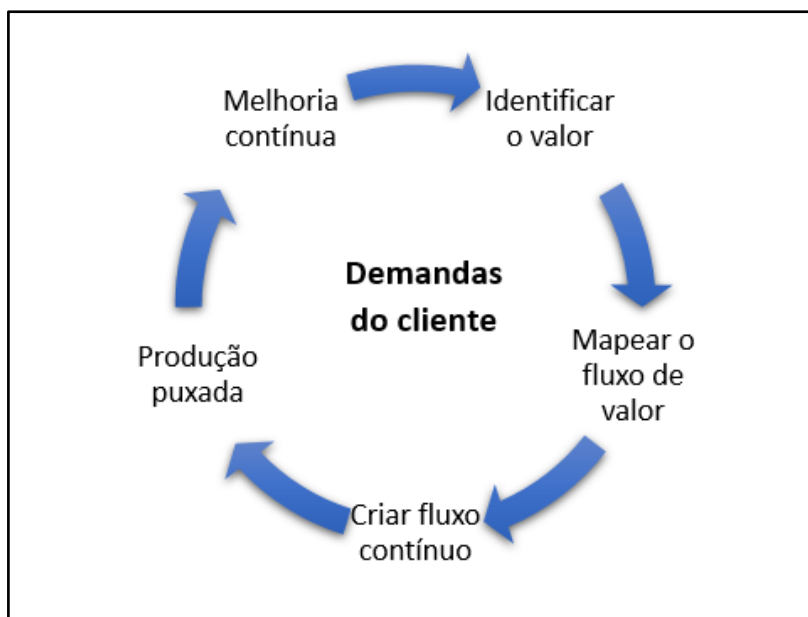 Melhoria
contínua
Identificar
o valor
Demandas
do cliente
Mapear o
fluxo de
valor
Produção
puxada
Criar fluxo
contínuo